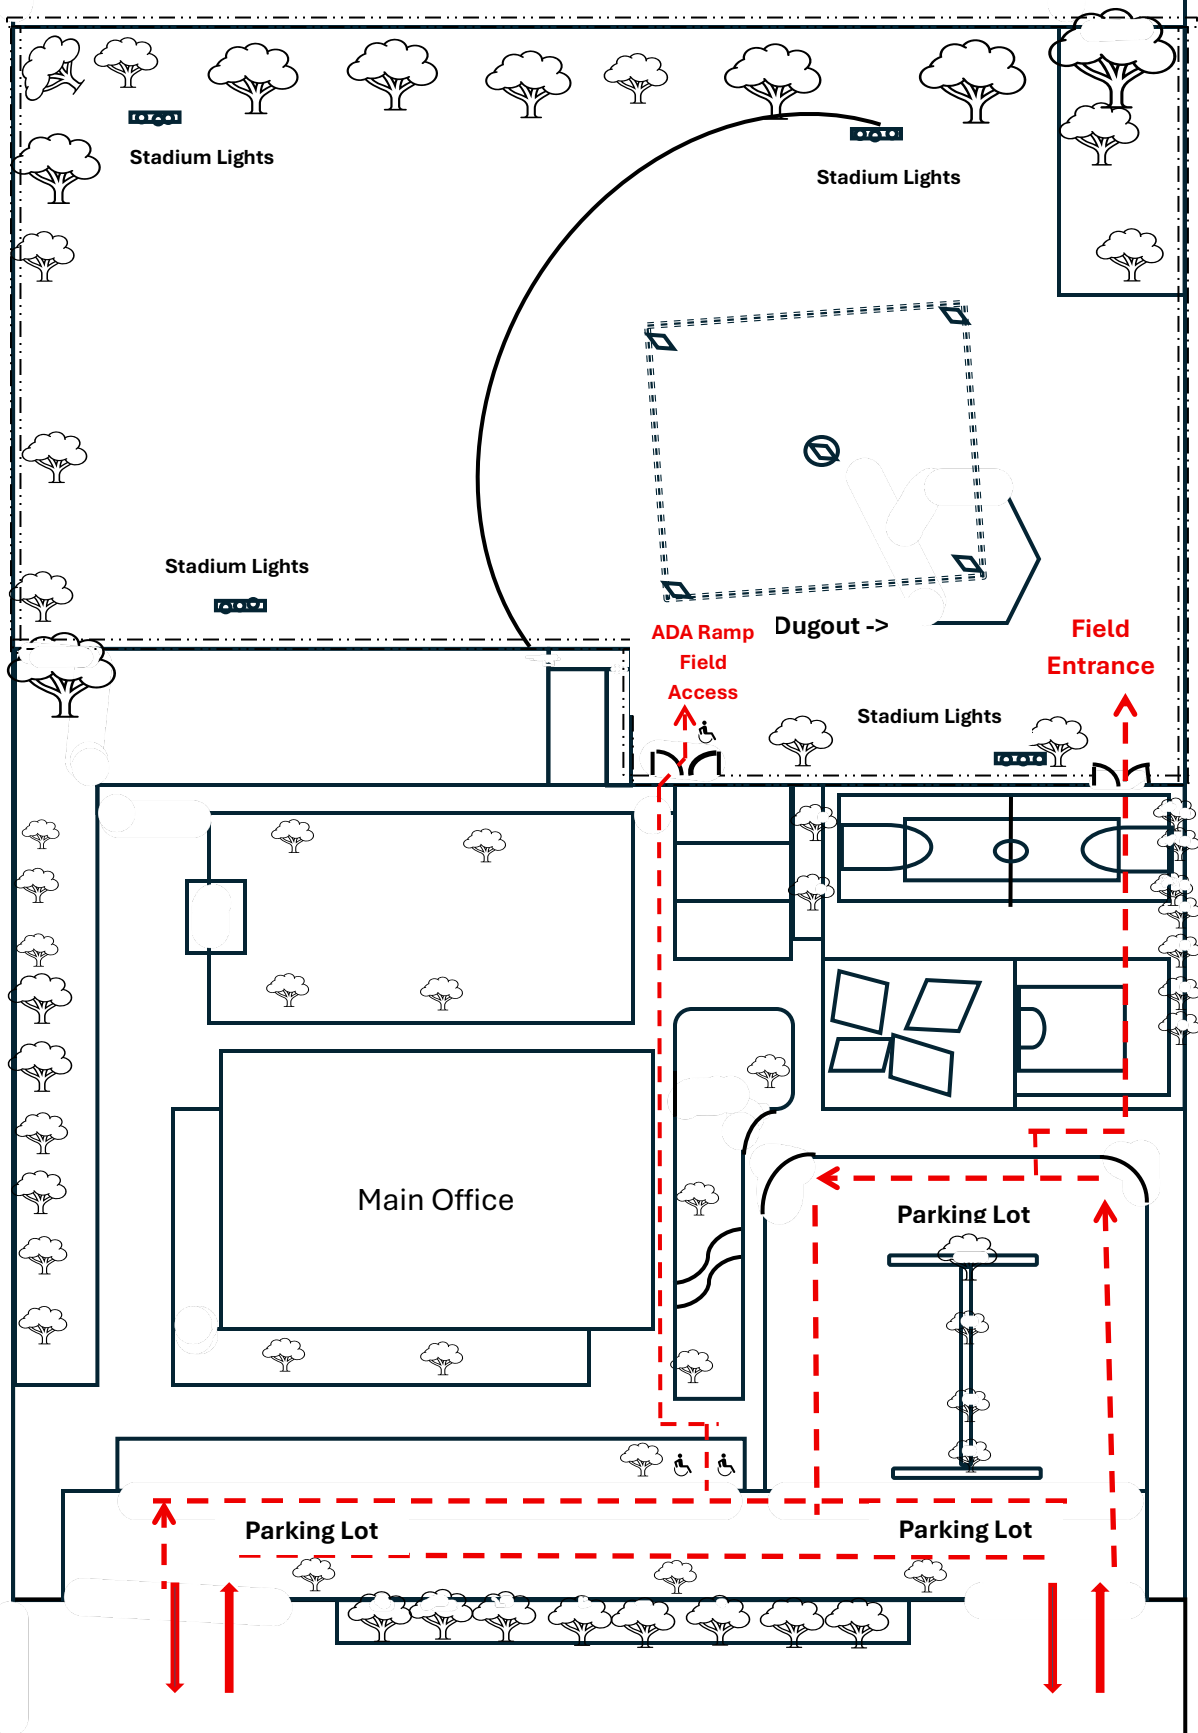 Stadium Lights
Stadium Lights
Stadium Lights
ADA Ramp
Field
Access
Dugout ->
Field
Entrance
Stadium Lights
Main Office
Parking Lot
Parking Lot
Parking Lot